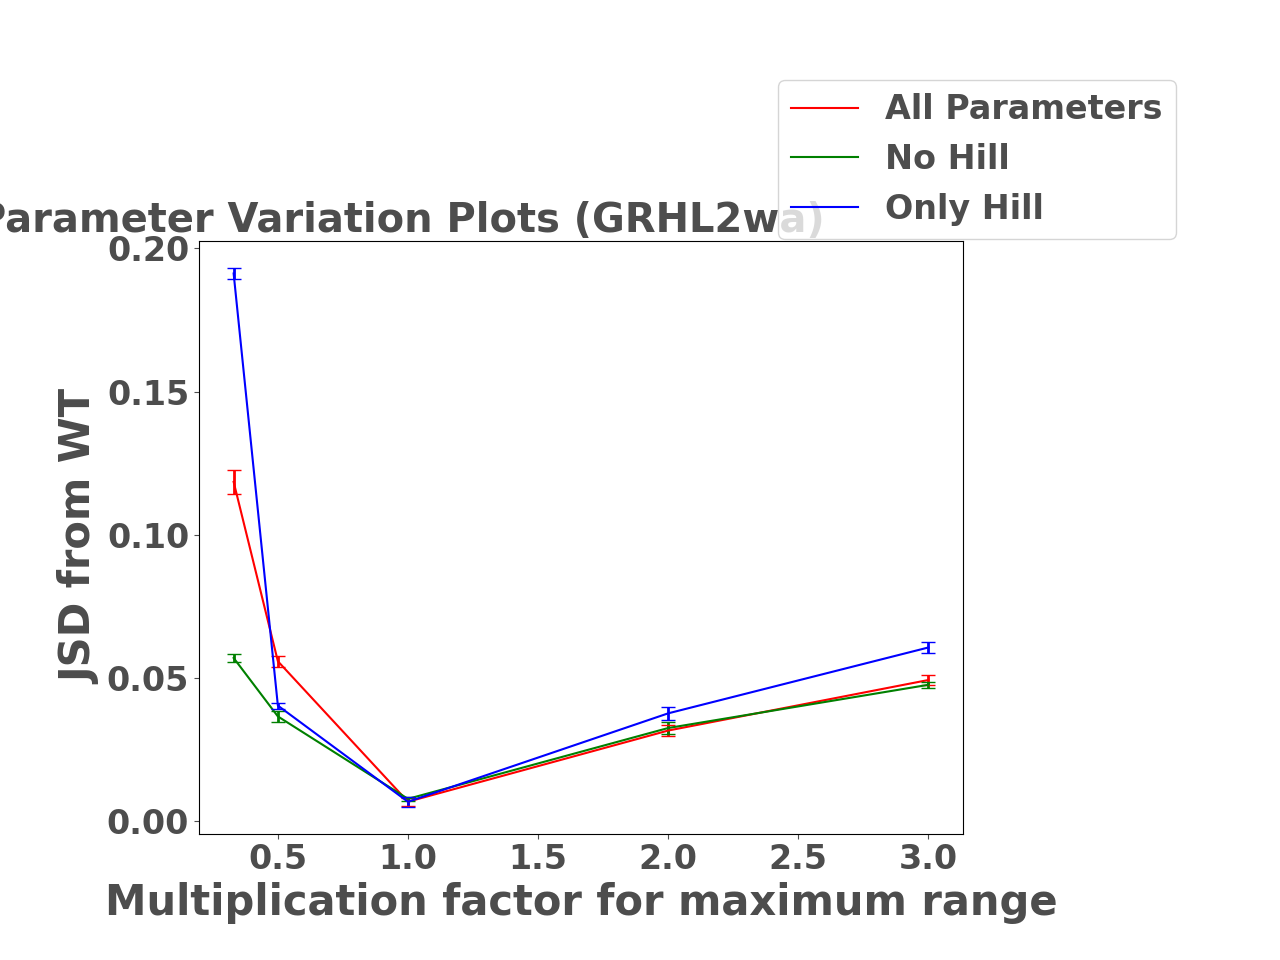 All Parameters
No Hill
Only Hill
Parameter Variation Plots (GRHL2wa)
0.20
0.15
0.10
0.05
0.00
JSD from WT
0.5 1.0 1.5 2.0 2.5 3.0
Multiplication factor for maximum range